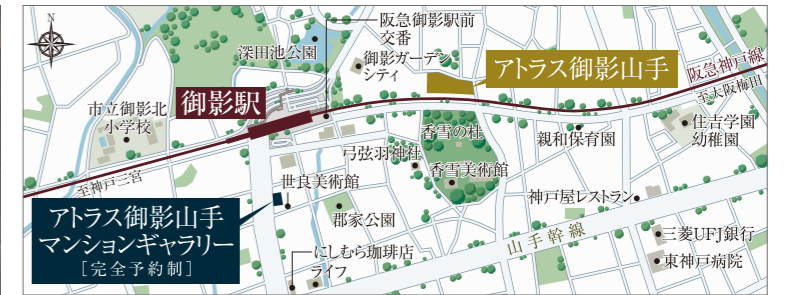 N
深田池公園
阪急御影駅前
交番
御影ガーデン
シティ
アトラス御影山手
阪急神戸線
至大阪梅田
御影駅
市立御影北
小学校
香雪の杜
親和保育園
住吉学園
幼稚園
弓弦羽神社
香雪美術館
至神戸三宮
世良美術館
神戸屋レストラン
アトラス御影山手
マンションギャラリー
[完全予約制]
郡家公園
山手幹線
三菱UFJ銀行
にしむら珈琲店
ライフ
東神戸病院